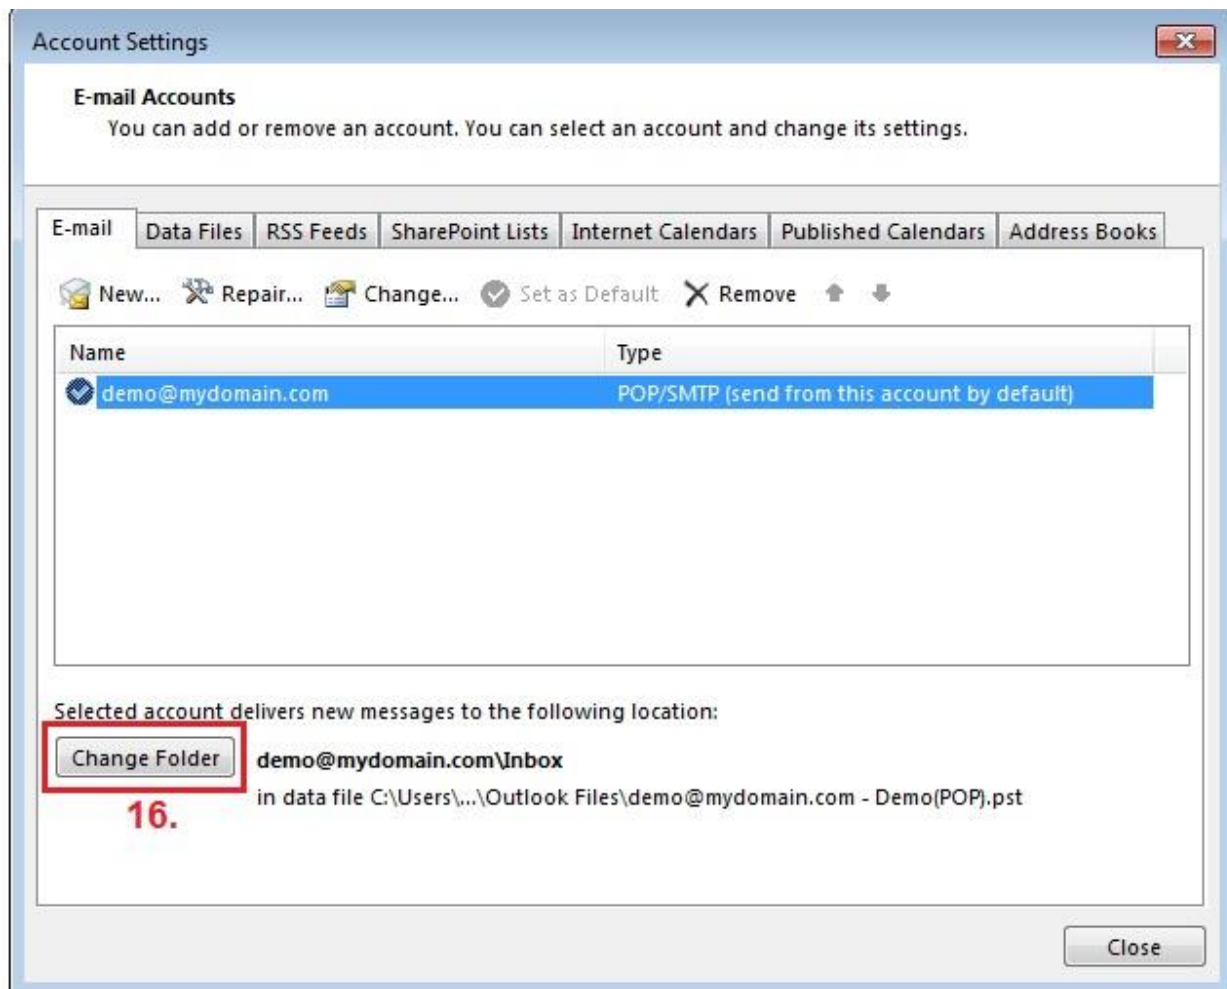 Account Settings
E-mail Accounts
You can add or remove an account. You can select an account and change its settings.
E-mail Data Files RSS Feeds SharePoint Lists Internet Calendars Published Calendars Address Books
New... Repair... Change... Set as Default Remove
Name Type
demo@mydomain.com POP/SMTP (send from this account by default)
Selected account delivers new messages to the following location:
Change Folder demo@mydomain.com\Inbox
in data file C:\Users\...\Outlook Files\demo@mydomain.com - Demo(POP).pst
16.
Close